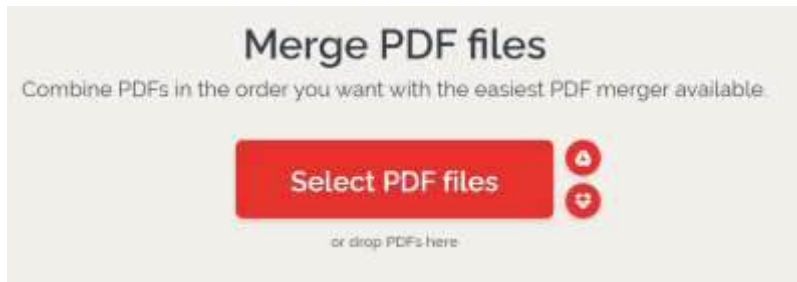 Merge PDF files
Combine PDFs in the order you want with the easiest PDF merger available.
Select PDF files
or drop PDFs here